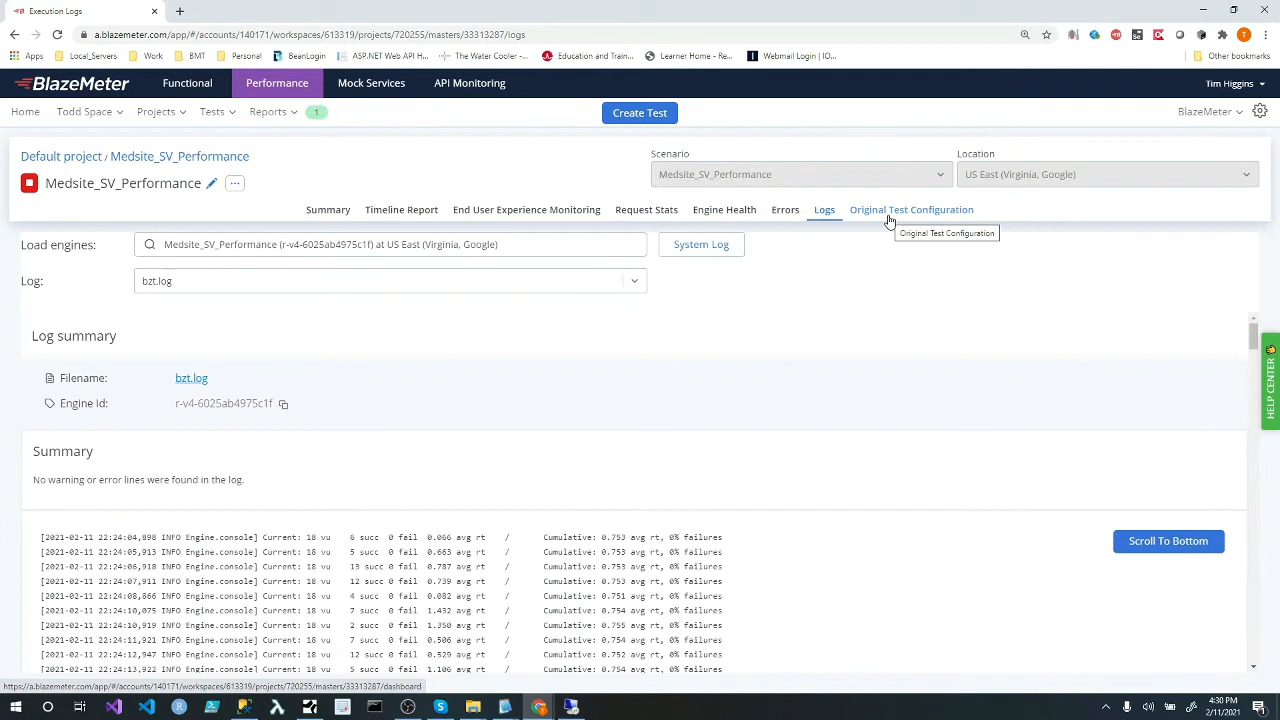 Execution Logs
a.blazemeter.com/app/#/accounts/140171/workspaces/613319/projects/720255/masters/33313287/logs
Apps Local_Servers Work BMT Personal BeanLogin ASP.NET Web API H... The Water Cooler -... Education and Train... Learner Home - Re... Webmail Login | IO... Other bookmarks
BlazeMeter Functional Performance Mock Services API Monitoring Tim Higgins
Home Todd Space Projects Tests Reports 1 Create Test BlazeMeter
Default project / Medsite_SV_Performance
Scenario Location
Medsite_SV_Performance
Medsite_SV_Performance US East (Virginia, Google)
Summary Timeline Report End User Experience Monitoring Request Stats Engine Health Errors Logs Original Test Configuration
Original Test Configuration
Load engines: Medsite_SV_Performance (r-v4-6025ab4975c1f) at US East (Virginia, Google) System Log
Log: bzt.log
Log summary
HELP CENTER
Filename: bzt.log
Engine Id: r-v4-6025ab4975c1f
Summary
No warning or error lines were found in the log.
[2021-02-11 22:24:04,898 INFO Engine.console] Current: 18 vu 6 succ 0 fail 0.066 avg rt / Cumulative: 0.753 avg rt, 0% failures
[2021-02-11 22:24:05,913 INFO Engine.console] Current: 18 vu 5 succ 0 fail 0.663 avg rt / Cumulative: 0.753 avg rt, 0% failures
[2021-02-11 22:24:06,918 INFO Engine.console] Current: 18 vu 13 succ 0 fail 0.787 avg rt / Cumulative: 0.753 avg rt, 0% failures
[2021-02-11 22:24:07,911 INFO Engine.console] Current: 18 vu 12 succ 0 fail 0.739 avg rt / Cumulative: 0.753 avg rt, 0% failures
[2021-02-11 22:24:08,866 INFO Engine.console] Current: 18 vu 4 succ 0 fail 0.082 avg rt / Cumulative: 0.751 avg rt, 0% failures
[2021-02-11 22:24:10,075 INFO Engine.console] Current: 18 vu 7 succ 0 fail 1.432 avg rt / Cumulative: 0.754 avg rt, 0% failures
[2021-02-11 22:24:10,919 INFO Engine.console] Current: 18 vu 2 succ 0 fail 1.350 avg rt / Cumulative: 0.755 avg rt, 0% failures
[2021-02-11 22:24:11,921 INFO Engine.console] Current: 18 vu 7 succ 0 fail 0.506 avg rt / Cumulative: 0.754 avg rt, 0% failures
[2021-02-11 22:24:12,947 INFO Engine.console] Current: 18 vu 12 succ 0 fail 0.529 avg rt / Cumulative: 0.752 avg rt, 0% failures
[2021-02-11 22:24:13,922 INFO Engine.console] Current: 18 vu 5 succ 0 fail 1.106 avg rt / Cumulative: 0.754 avg rt, 0% failures
Scroll To Bottom
https://a.blazemeter.com/app/#/accounts/140171/workspaces/613319/projects/720255/masters/33313287/dashboard
4:30 PM
2/11/2021